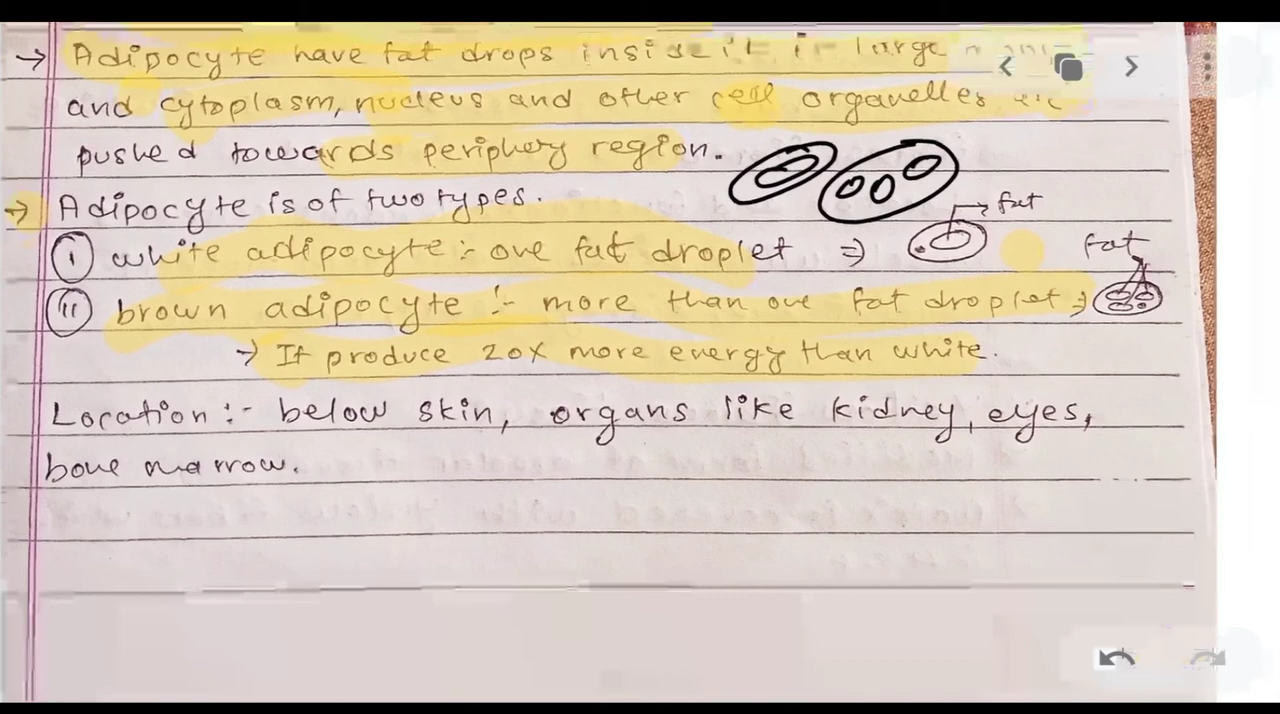 → Adipocyte have fat drops inside it in large
and cytoplasm, nucleus and other cell organelles
pushed towards periphery region.
→ Adipocyte is of two types.
(i) white adipocyte :- one fat droplet ⇒ → fat
(ii) brown adipocyte :- more than one fat droplet ⇒ fat
→ It produce 20x more energy than white.
Location :- below skin, organs like kidney, eyes,
bone marrow.